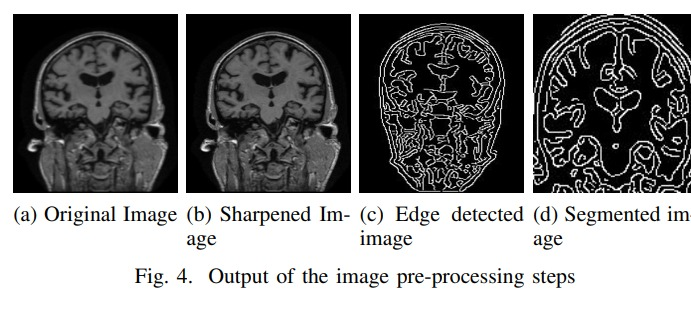 (a) Original Image (b) Sharpened Im- (c) Edge detected (d) Segmented im-
age image age
Fig. 4. Output of the image pre-processing steps